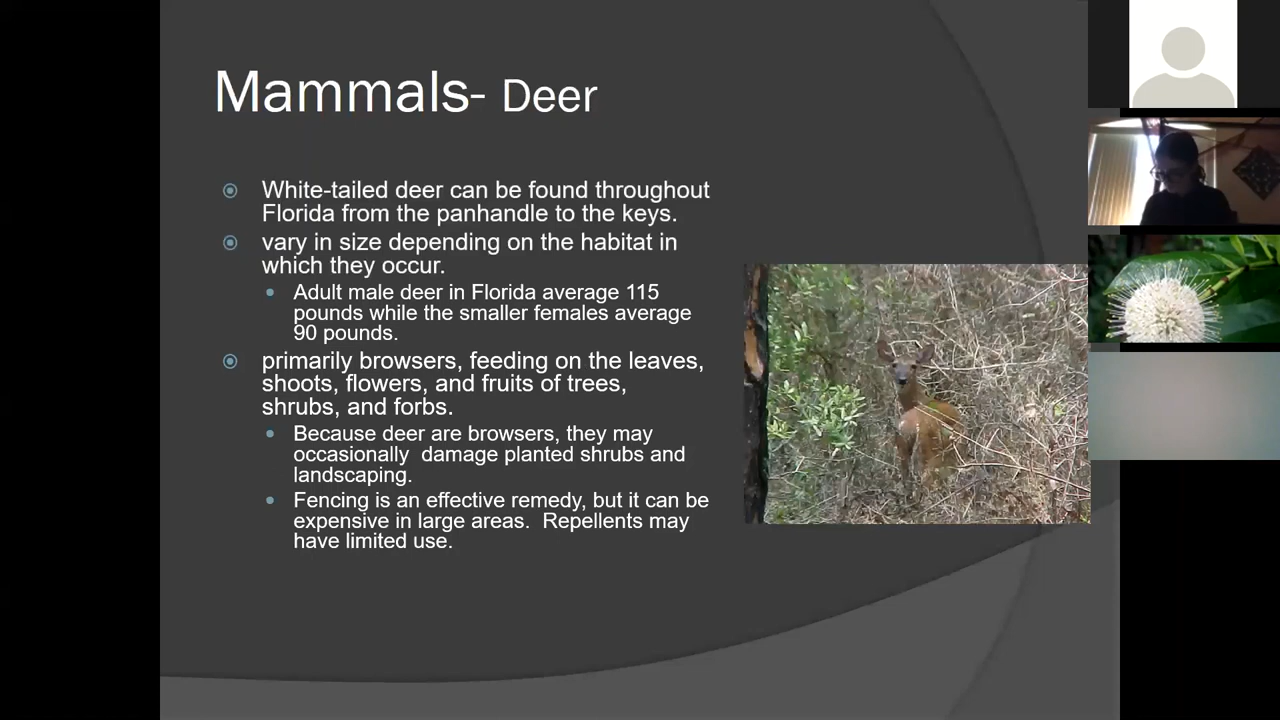 Mammals- Deer
White-tailed deer can be found throughout
Florida from the panhandle to the keys.
vary in size depending on the habitat in
which they occur.
Adult male deer in Florida average 115
pounds while the smaller females average
90 pounds.
primarily browsers, feeding on the leaves,
shoots, flowers, and fruits of trees,
shrubs, and forbs.
Because deer are browsers, they may
occasionally  damage planted shrubs and
landscaping.
Fencing is an effective remedy, but it can be
expensive in large areas.  Repellents may
have limited use.